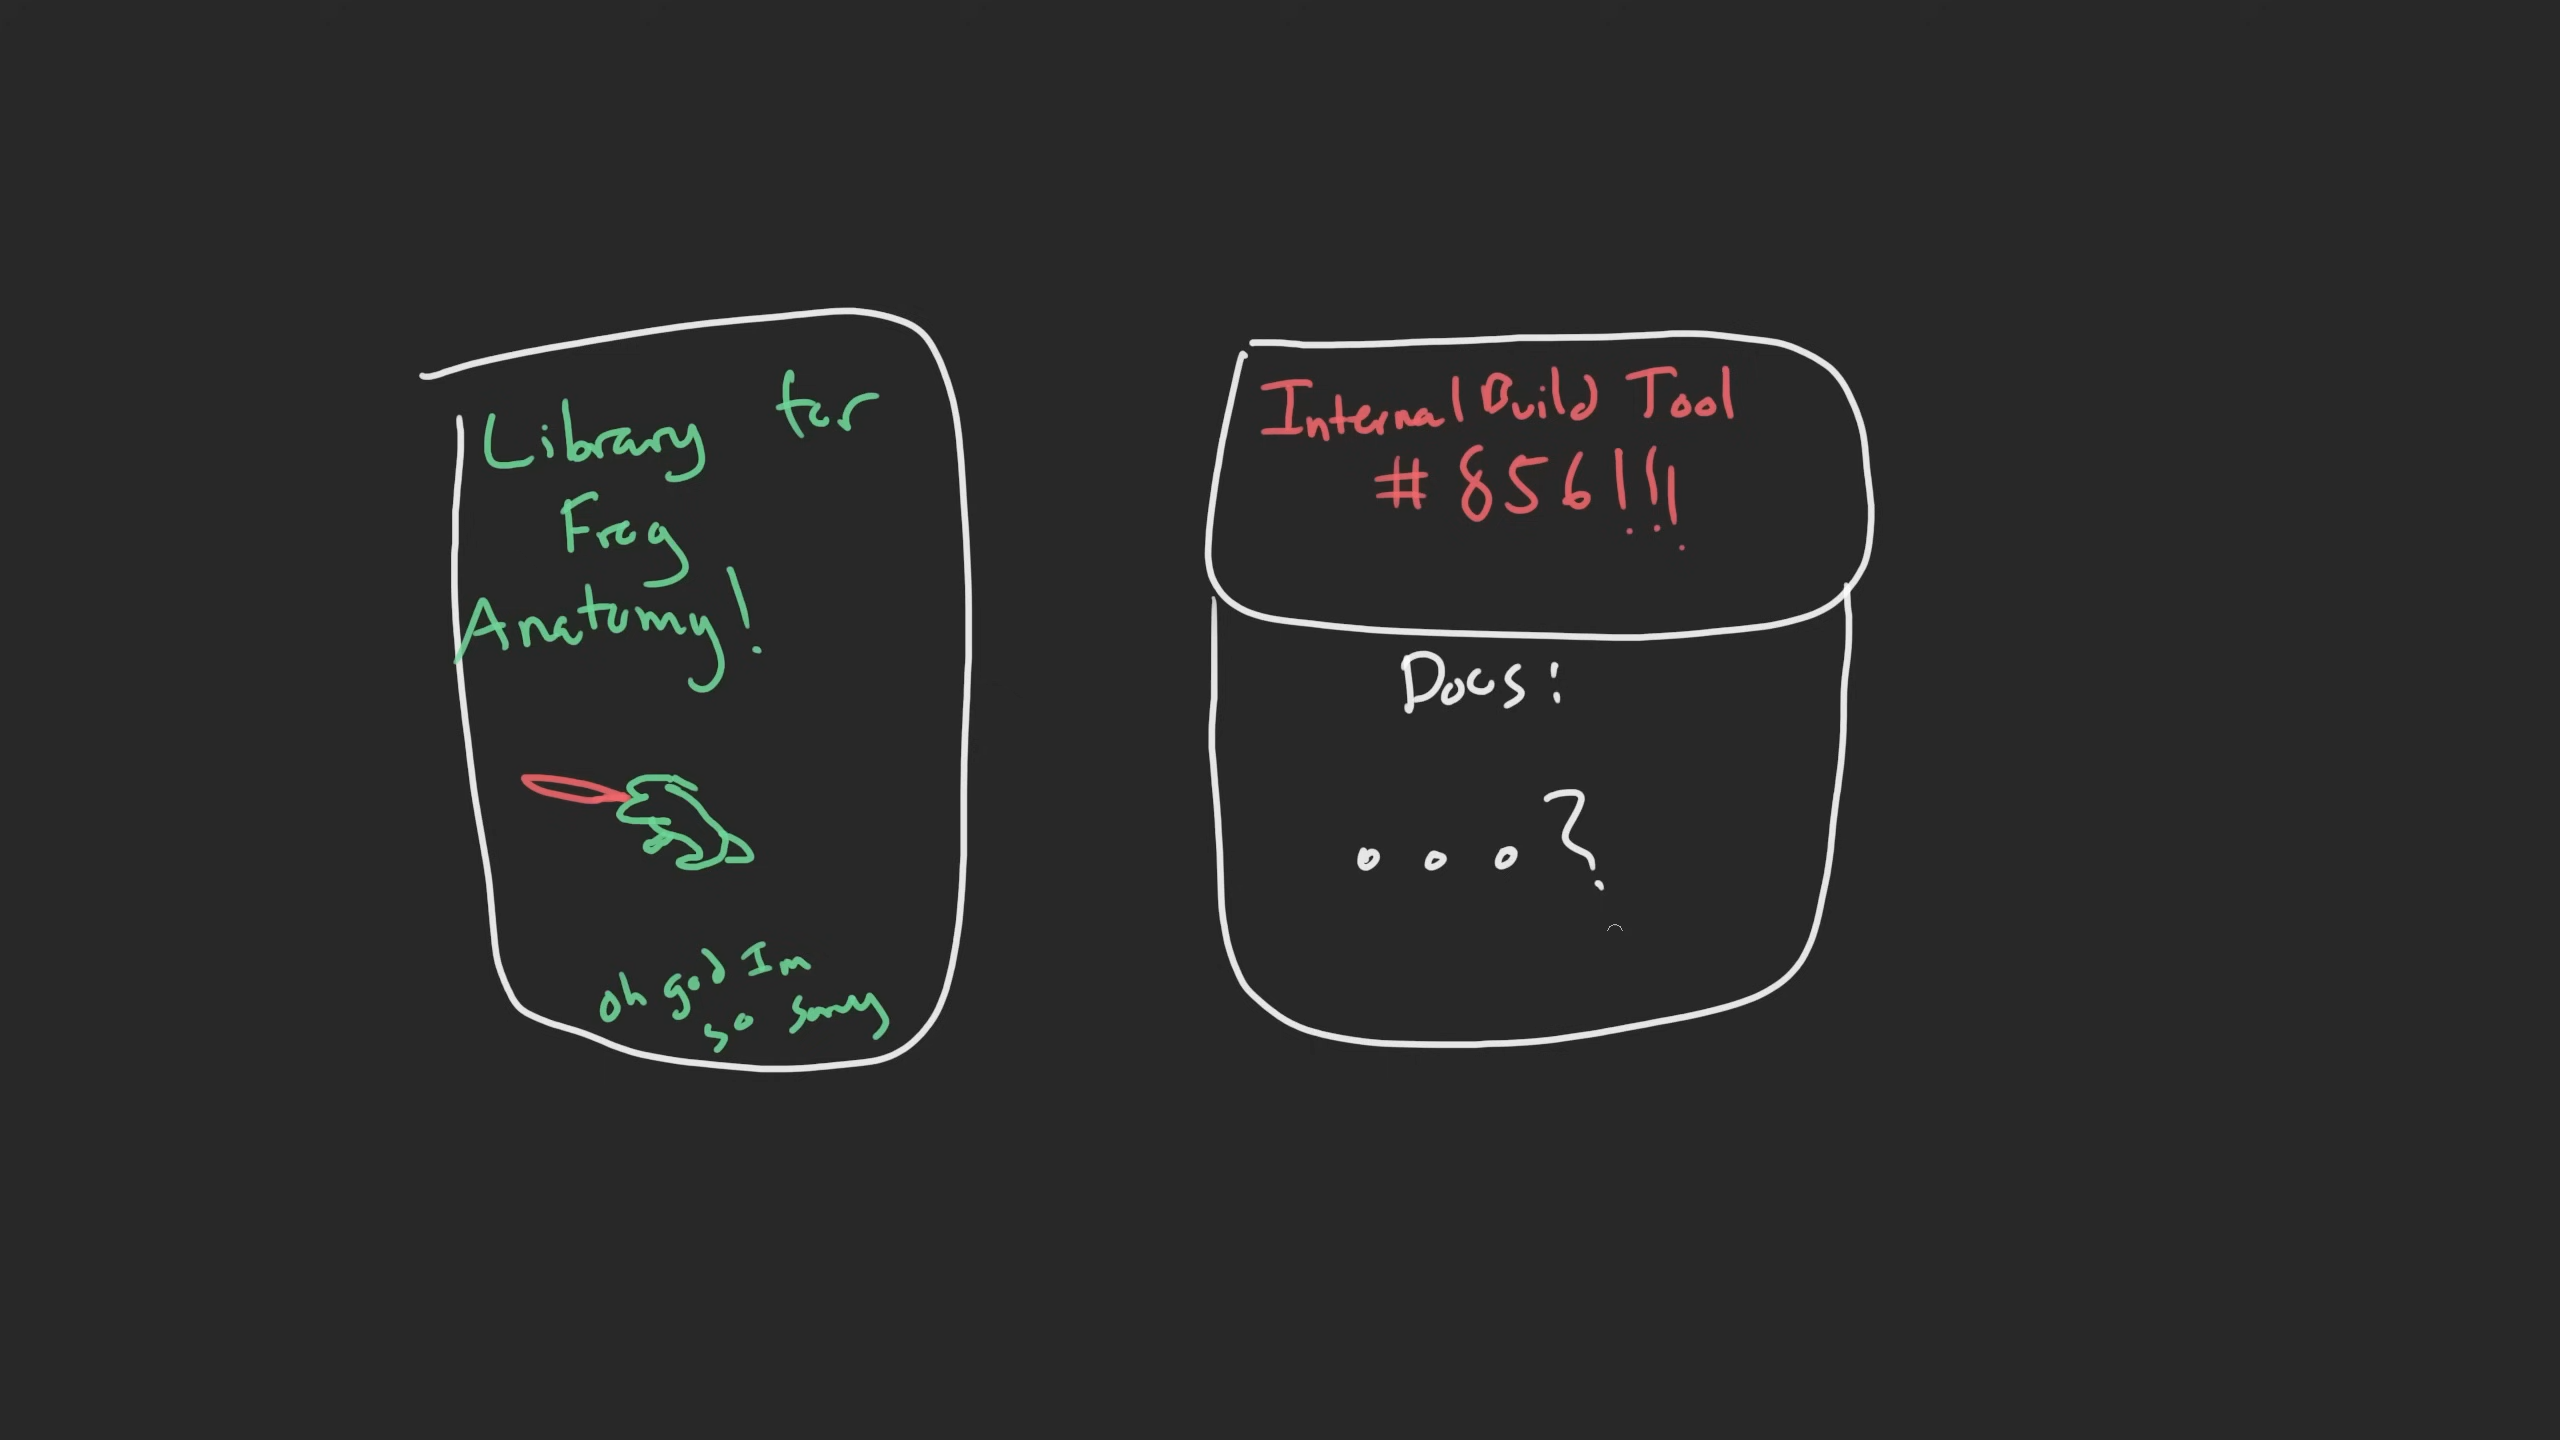 Library for
Frog
Anatomy!
oh god Im
so sorry
Internal Build Tool
#856!!!
Docs:
...?